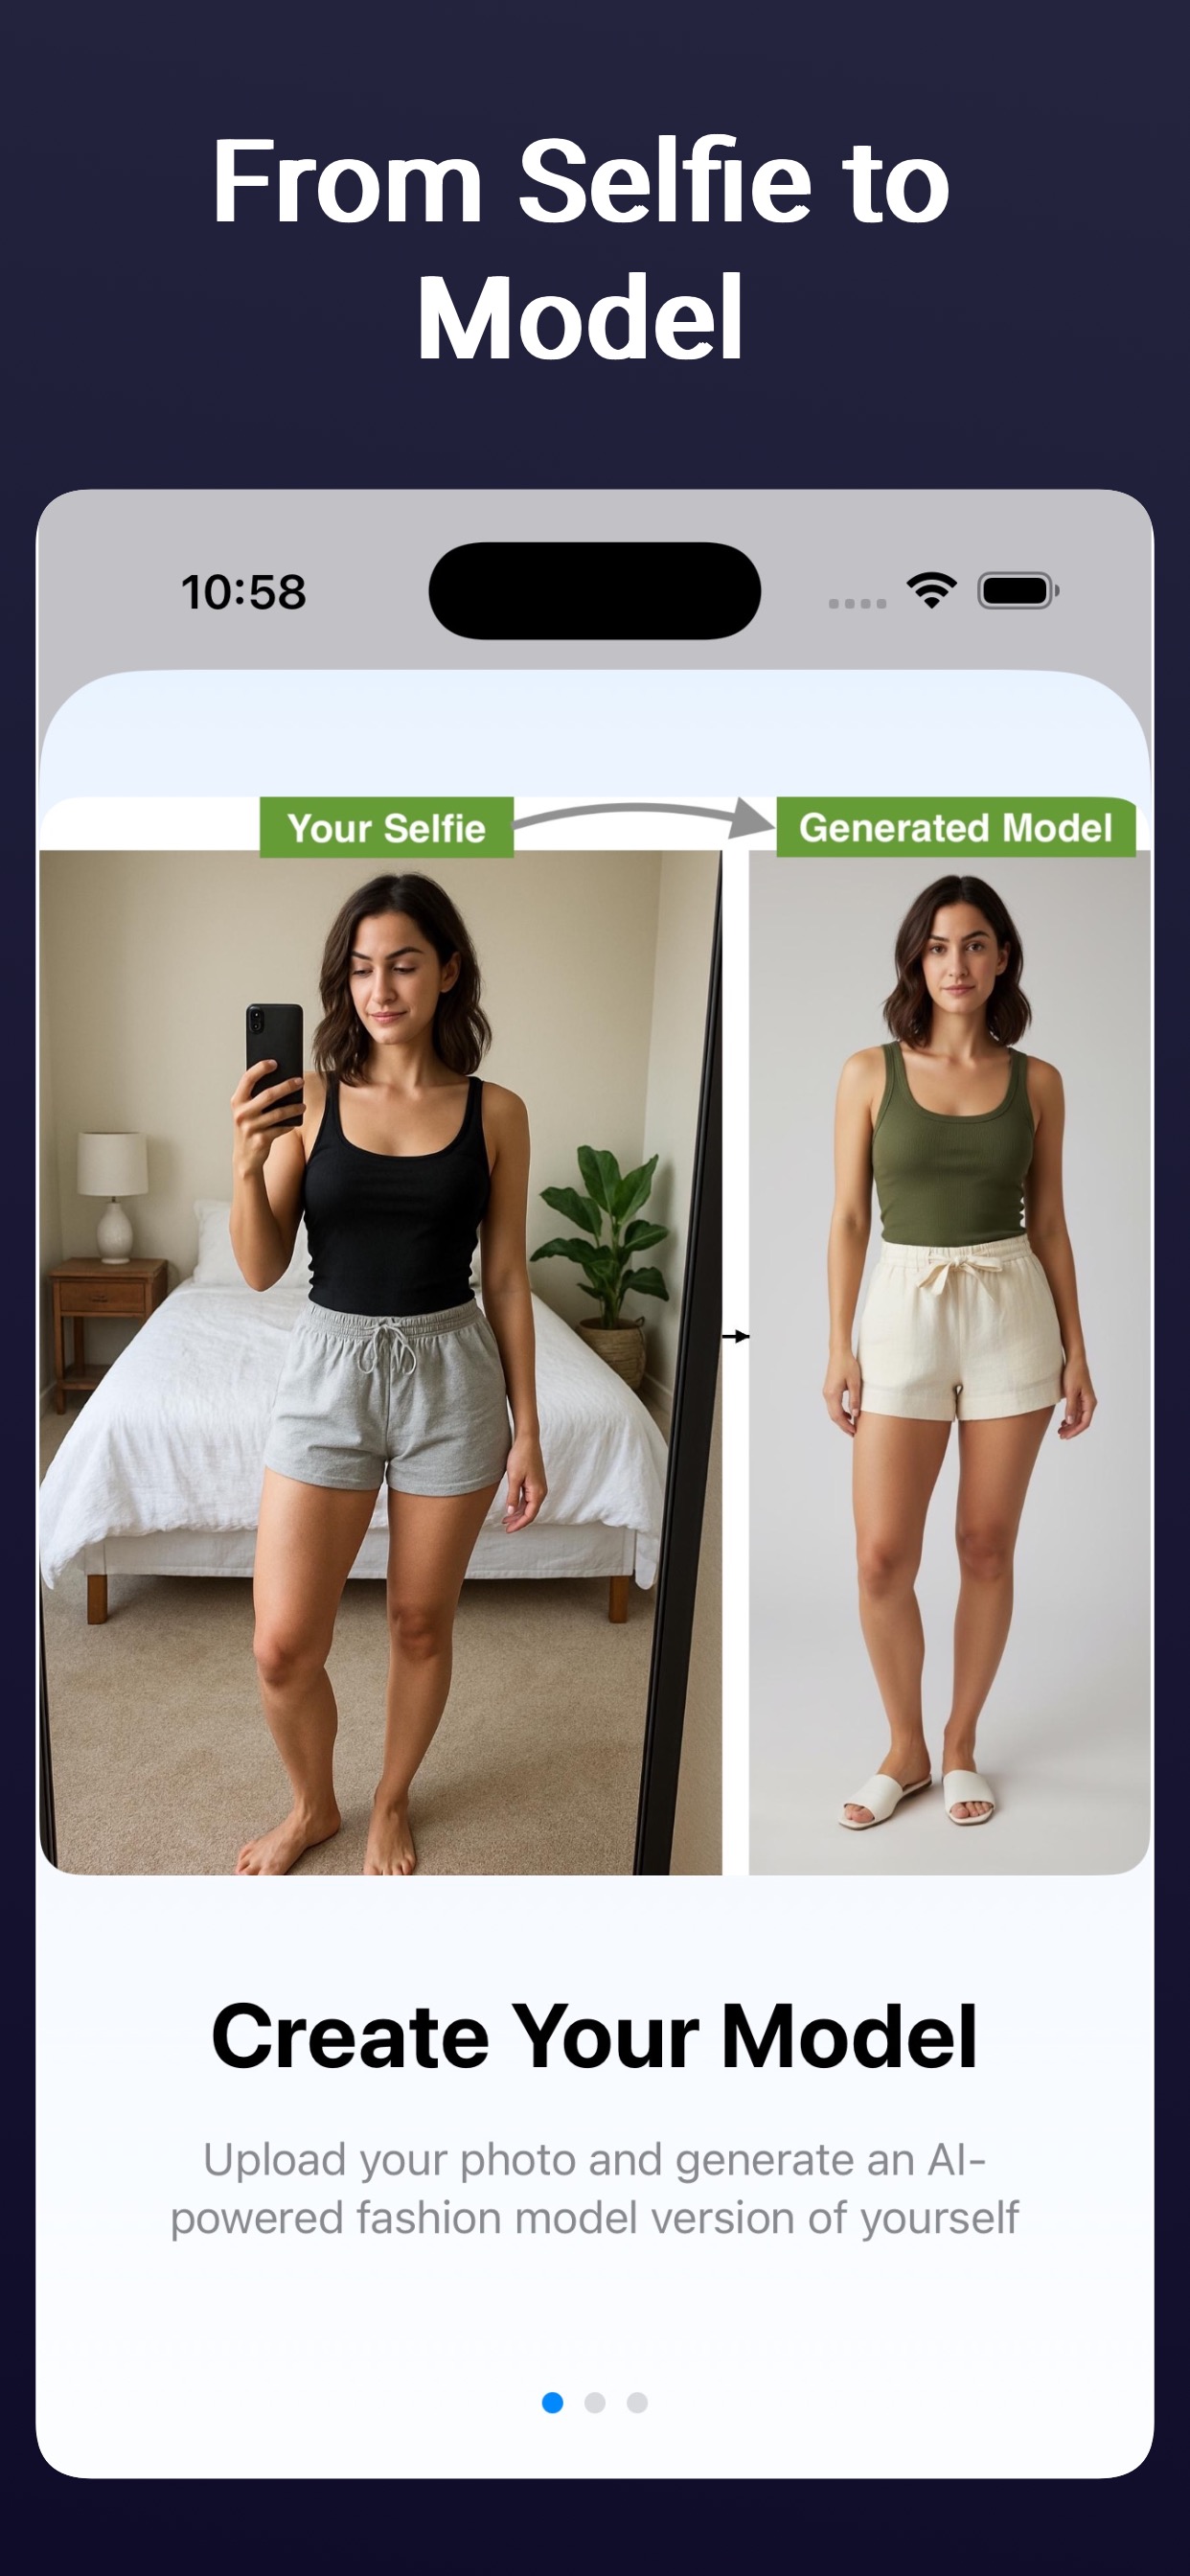 From Selfie to
Model
10:58
Your Selfie
Generated Model
Create Your Model
Upload your photo and generate an AI-
powered fashion model version of yourself